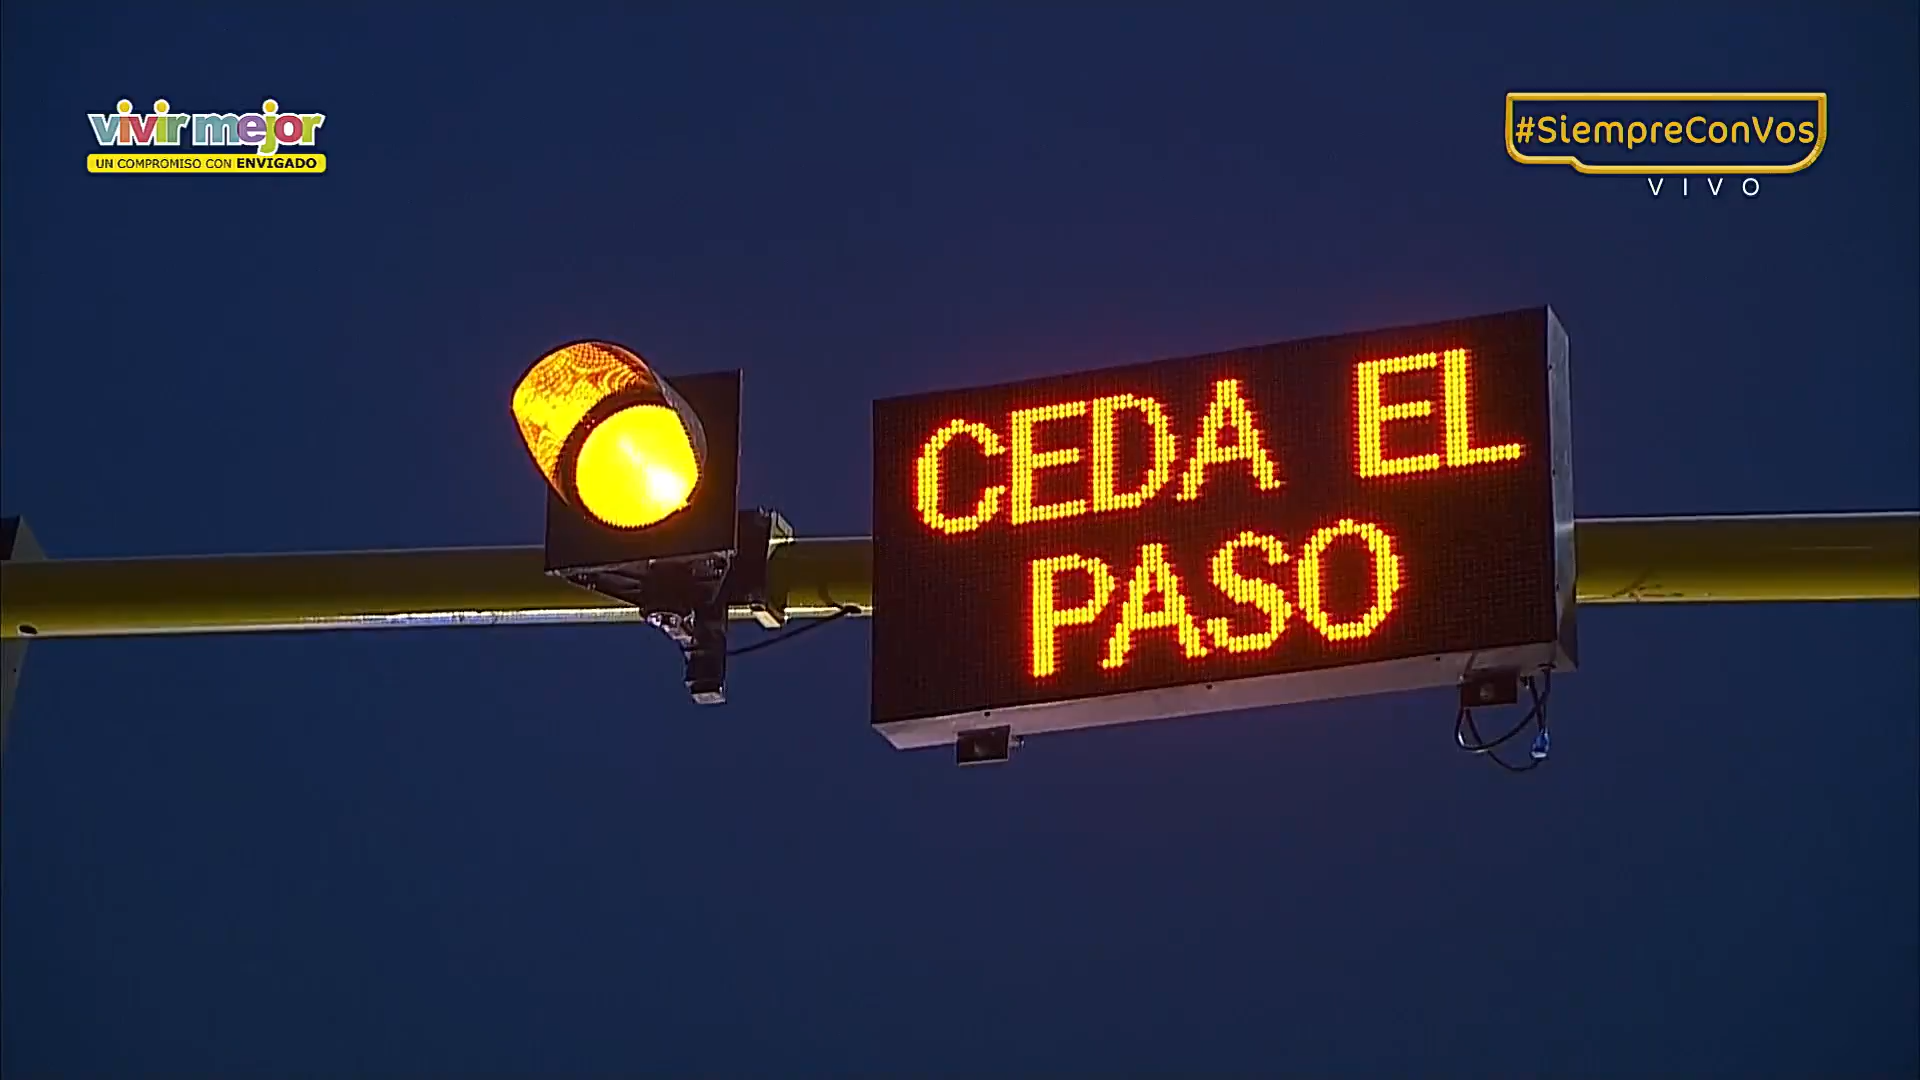 vivir mejor
UN COMPROMISO CON ENVIGADO
#SiempreConVos
VIVO
CEDA EL
PASO